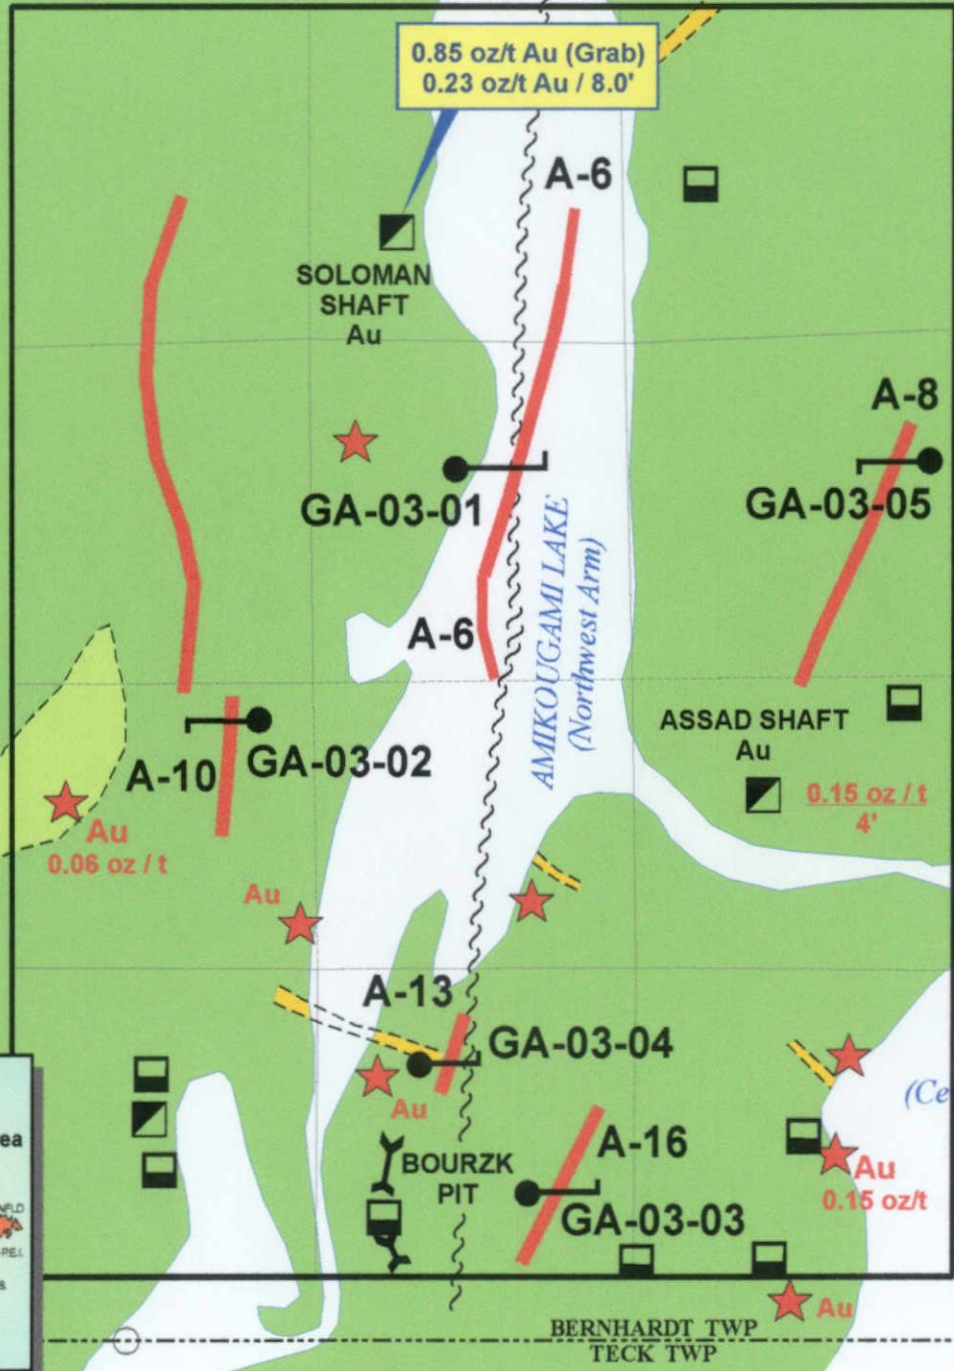 0.85 oz/t Au (Grab)
0.23 oz/t Au / 8.0'
A-6
SOLOMAN
SHAFT
Au
A-8
GA-03-01
GA-03-05
AMIKOUGAMI LAKE
(Northwest Arm)
A-6
ASSAD SHAFT
Au
A-10
GA-03-02
0.15 oz / t
4'
Au
0.06 oz / t
Au
A-13
GA-03-04
Au
(Ce
ea
A-16
BOURZK
PIT
Au
0.15 oz/t
NFLD
P.E.I.
GA-03-03
Au
BERNHARDT TWP
TECK TWP